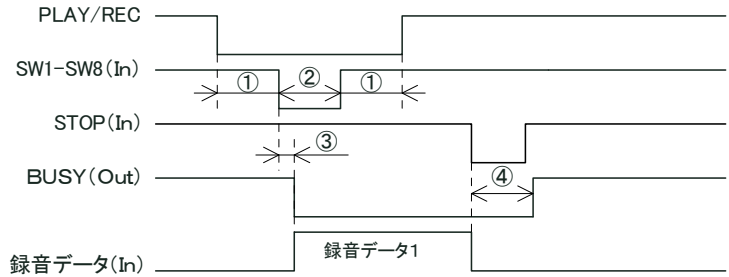 PLAY/REC
SW1-SW8(In)
① ② ①
STOP(In)
③
BUSY(Out)
④
録音データ(In)
録音データ1